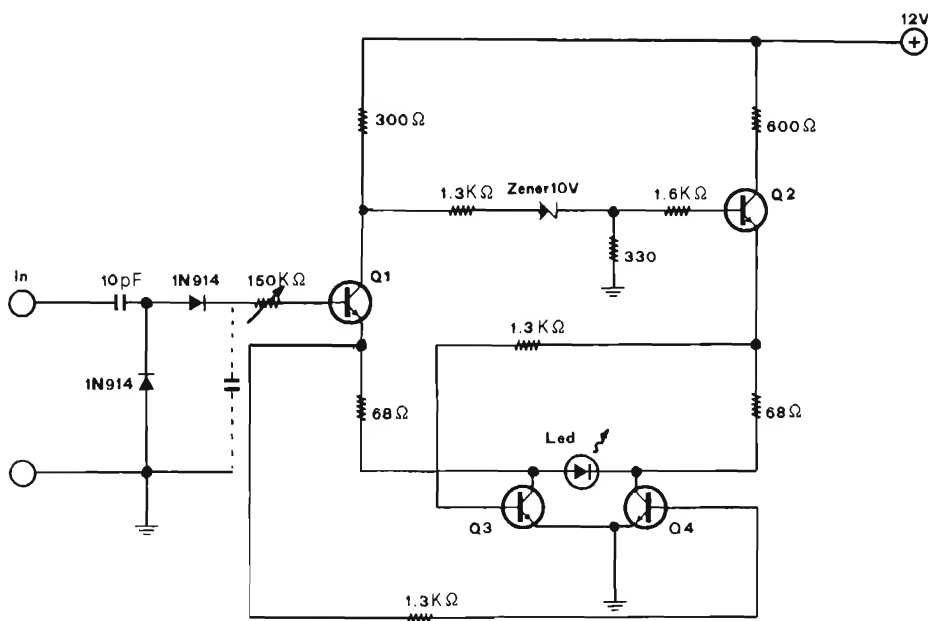 12V
+
300Ω
600Ω
1.3KΩ
Zener10V
1.6KΩ
Q2
330
In
10pF
1N914
150KΩ
Q1
1.3KΩ
1N914
68Ω
Led
68Ω
Q3
Q4
1.3KΩ